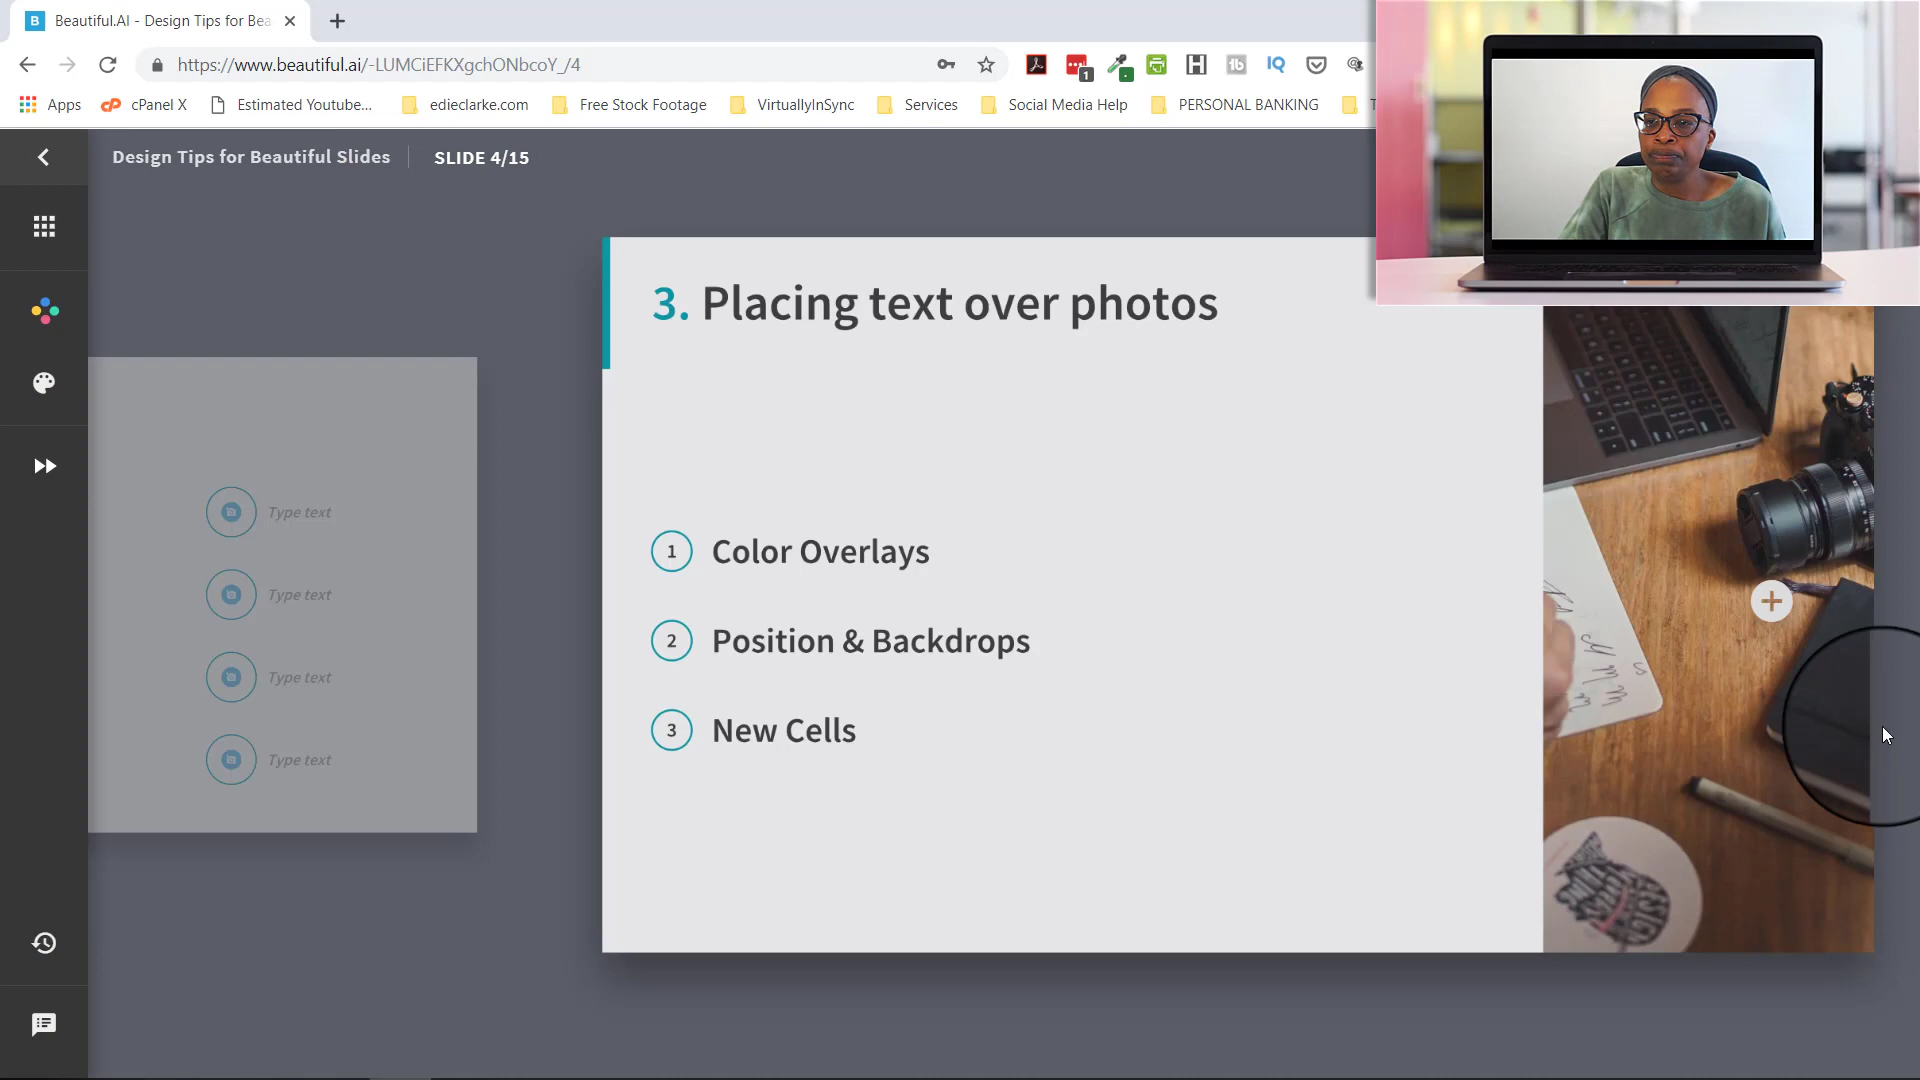 Beautiful.AI - Design Tips for Bea
https://www.beautiful.ai/-LUMCiEFKXgchONbcoY_/4
Apps
cPanel X
Estimated Youtube...
edieclarke.com
Free Stock Footage
VirtuallyInSync
Services
Social Media Help
PERSONAL BANKING
Design Tips for Beautiful Slides
SLIDE 4/15
3. Placing text over photos
1 Color Overlays
2 Position & Backdrops
3 New Cells
Type text
Type text
Type text
Type text